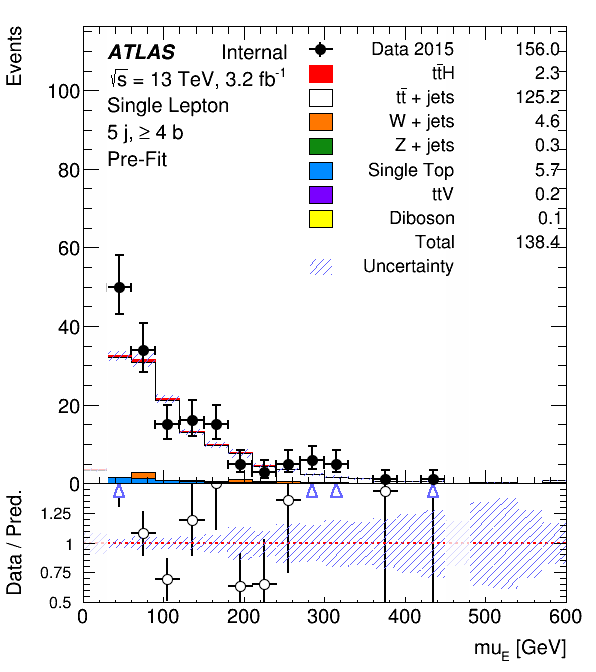 Events
ATLAS Internal
√s = 13 TeV, 3.2 fb⁻¹
Single Lepton
5 j, ≥ 4 b
Pre-Fit
Data 2015 156.0
tt̄H 2.3
tt̄ + jets 125.2
W + jets 4.6
Z + jets 0.3
Single Top 5.7
ttV 0.2
Diboson 0.1
Total 138.4
Uncertainty
100
80
60
40
20
0
Data / Pred.
1.25
1
0.75
0.5
0 100 200 300 400 500 600
mu_E [GeV]